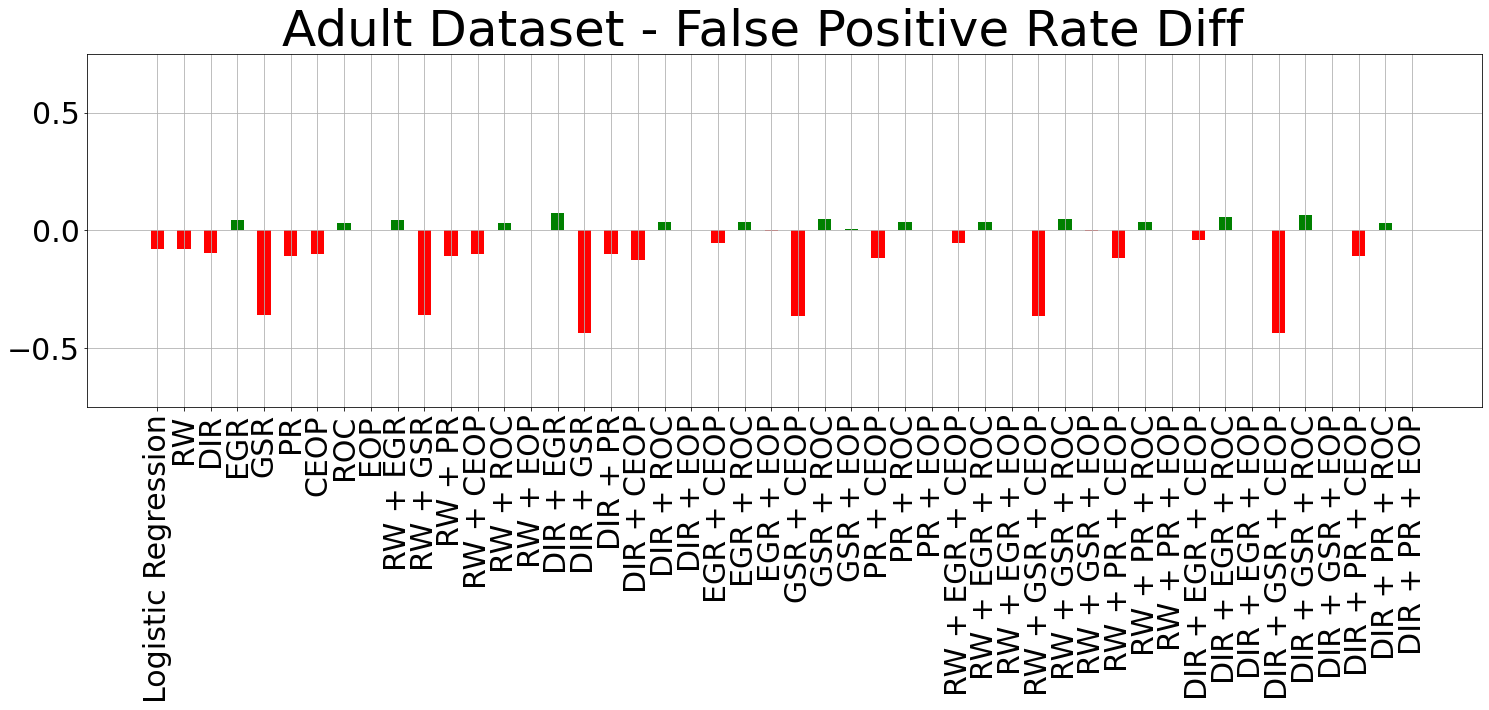 Adult Dataset - False Positive Rate Diff
0.5
0.0
−0.5
Logistic Regression
RW
DIR
EGR
GSR
PR
CEOP
ROC
EOP
RW + EGR
RW + GSR
RW + PR
RW + CEOP
RW + ROC
RW + EOP
DIR + EGR
DIR + GSR
DIR + PR
DIR + CEOP
DIR + ROC
DIR + EOP
EGR + CEOP
EGR + ROC
EGR + EOP
GSR + CEOP
GSR + ROC
GSR + EOP
PR + CEOP
PR + ROC
PR + EOP
RW + EGR + CEOP
RW + EGR + ROC
RW + EGR + EOP
RW + GSR + CEOP
RW + GSR + ROC
RW + GSR + EOP
RW + PR + CEOP
RW + PR + ROC
RW + PR + EOP
DIR + EGR + CEOP
DIR + EGR + ROC
DIR + EGR + EOP
DIR + GSR + CEOP
DIR + GSR + ROC
DIR + GSR + EOP
DIR + PR + CEOP
DIR + PR + ROC
DIR + PR + EOP